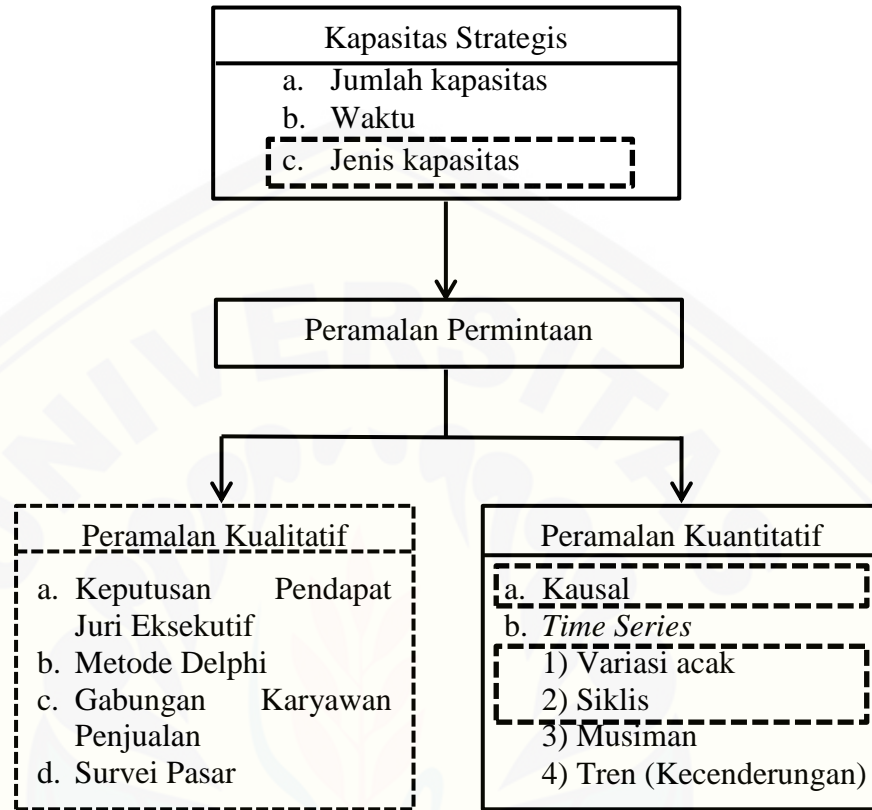 Kapasitas Strategis
a. Jumlah kapasitas
b. Waktu
c. Jenis kapasitas
Peramalan Permintaan
Peramalan Kualitatif
a. Keputusan Pendapat
Juri Eksekutif
b. Metode Delphi
c. Gabungan Karyawan
Penjualan
d. Survei Pasar
Peramalan Kuantitatif
a. Kausal
b. Time Series
1) Variasi acak
2) Siklis
3) Musiman
4) Tren (Kecenderungan)
UNIVERSITAS